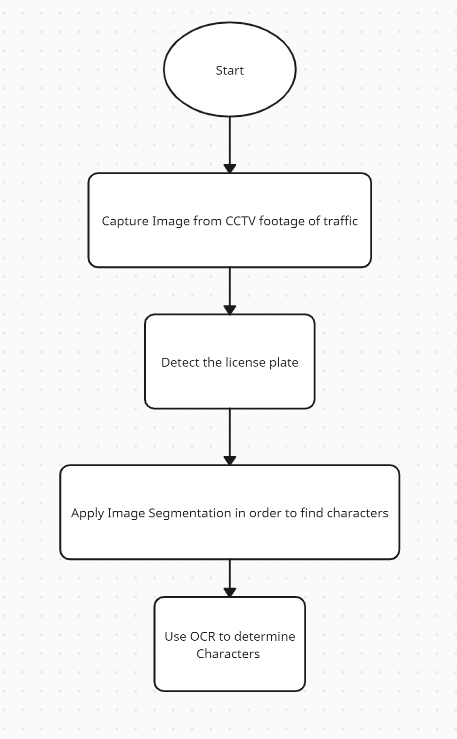 Start
Capture Image from CCTV footage of traffic
Detect the license plate
Apply Image Segmentation in order to find characters
Use OCR to determine
Characters